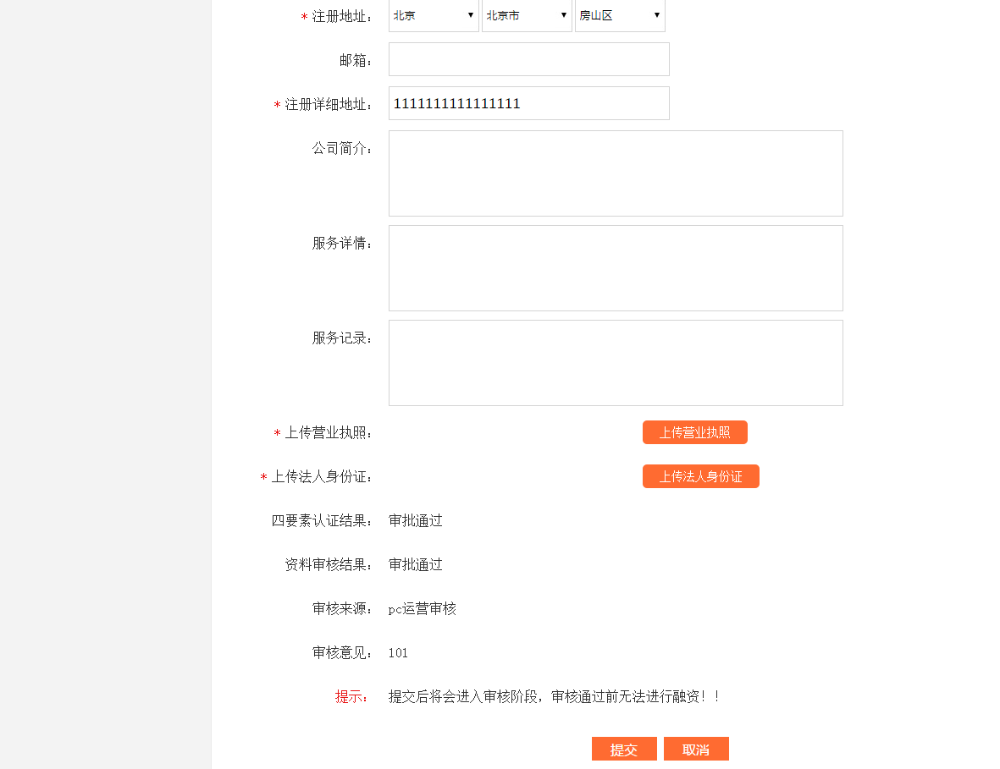 * 注册地址： 北京 ▼ 北京市 ▼ 房山区 ▼
邮箱：
* 注册详细地址： 1111111111111111
公司简介：
服务详情：
服务记录：
* 上传营业执照： 上传营业执照
* 上传法人身份证： 上传法人身份证
四要素认证结果： 审批通过
资料审核结果： 审批通过
审核来源： pc运营审核
审核意见： 101
提示： 提交后将会进入审核阶段，审核通过前无法进行融资！！
提交 取消